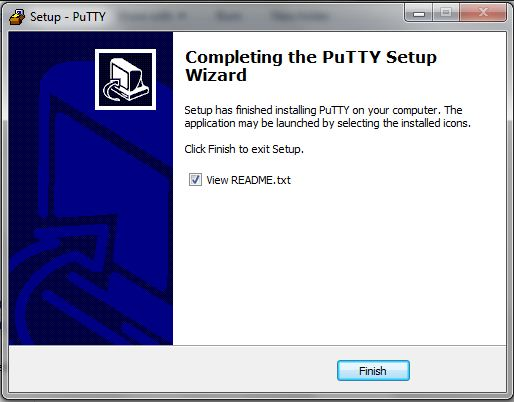 Setup - PuTTY
Completing the PuTTY Setup
Wizard
Setup has finished installing PuTTY on your computer. The
application may be launched by selecting the installed icons.
Click Finish to exit Setup.
View README.txt
Finish